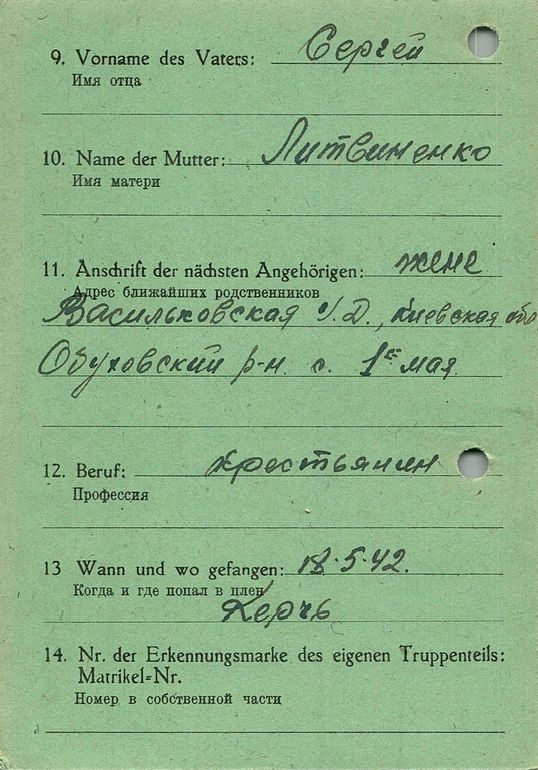 9. Vorname des Vaters: Сергей
Имя отца
10. Name der Mutter: Литвиненко
Имя матери
11. Anschrift der nächsten Angehörigen: жене
Адрес ближайших родственников
Васильковская У.Д., Киевская обл
Обуховский р-н. с. 1ᵉ мая.
12. Beruf: крестьянин
Профессия
13 Wann und wo gefangen: 18.5.42.
Когда и где попал в плен
Керчь
14. Nr. der Erkennungsmarke des eigenen Truppenteils:
Matrikel=Nr.
Номер в собственной части